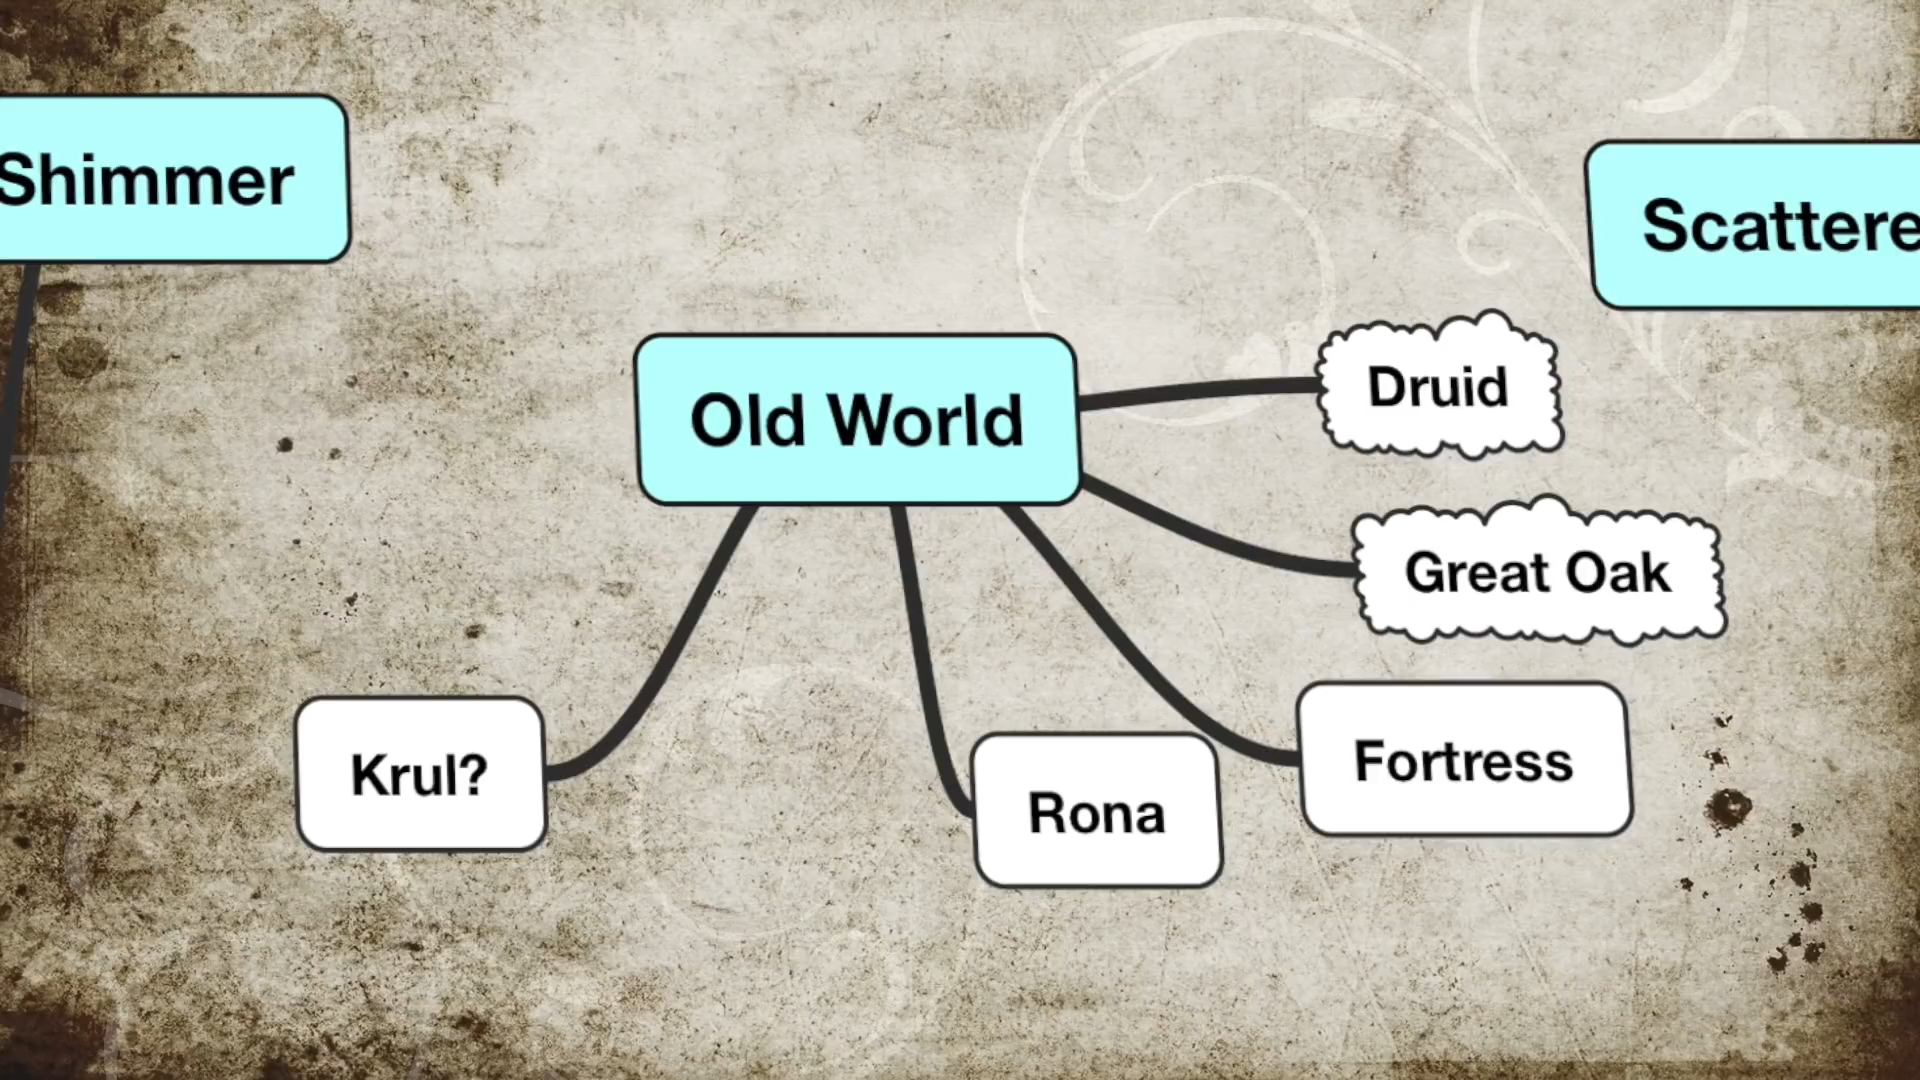 Shimmer
Scattere
Old World
Druid
Great Oak
Krul?
Rona
Fortress